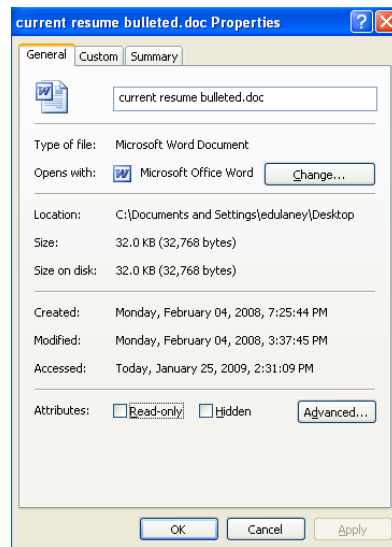 current resume bulleted.doc Properties
General Custom Summary
current resume bulleted.doc
Type of file: Microsoft Word Document
Opens with: Microsoft Office Word Change...
Location: C:\Documents and Settings\edulaney\Desktop
Size: 32.0 KB (32,768 bytes)
Size on disk: 32.0 KB (32,768 bytes)
Created: Monday, February 04, 2008, 7:25:44 PM
Modified: Monday, February 04, 2008, 3:37:45 PM
Accessed: Today, January 25, 2009, 2:31:09 PM
Attributes: Read-only Hidden Advanced...
OK Cancel Apply